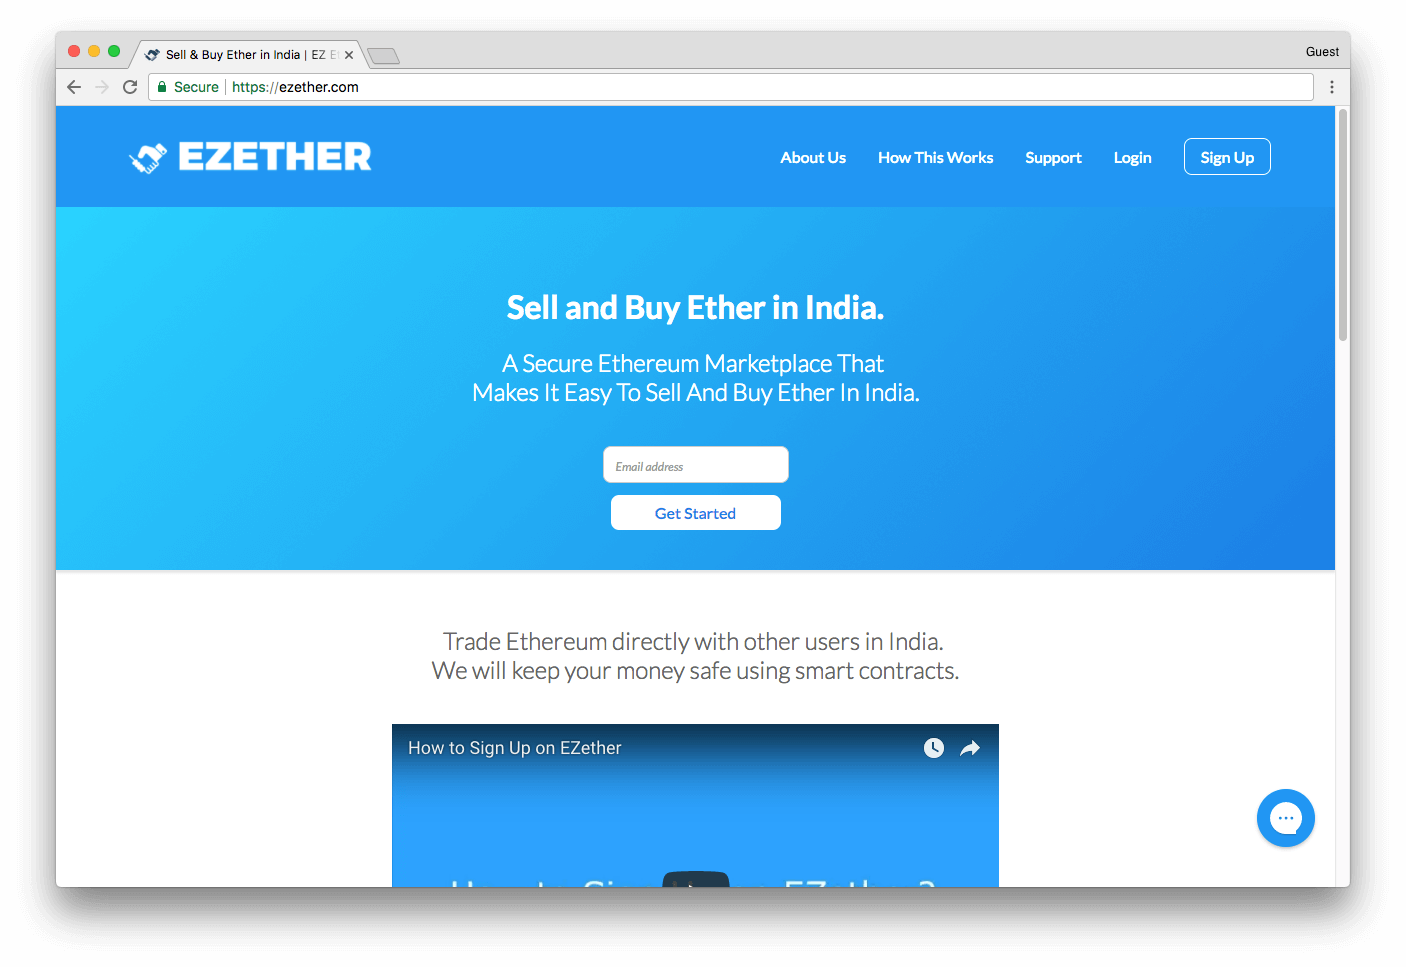 Sell & Buy Ether in India | EZ
Guest
Secure
https://ezether.com
EZETHER
About Us
How This Works
Support
Login
Sign Up
Sell and Buy Ether in India.
A Secure Ethereum Marketplace That
Makes It Easy To Sell And Buy Ether In India.
Email address
Get Started
Trade Ethereum directly with other users in India.
We will keep your money safe using smart contracts.
How to Sign Up on EZether